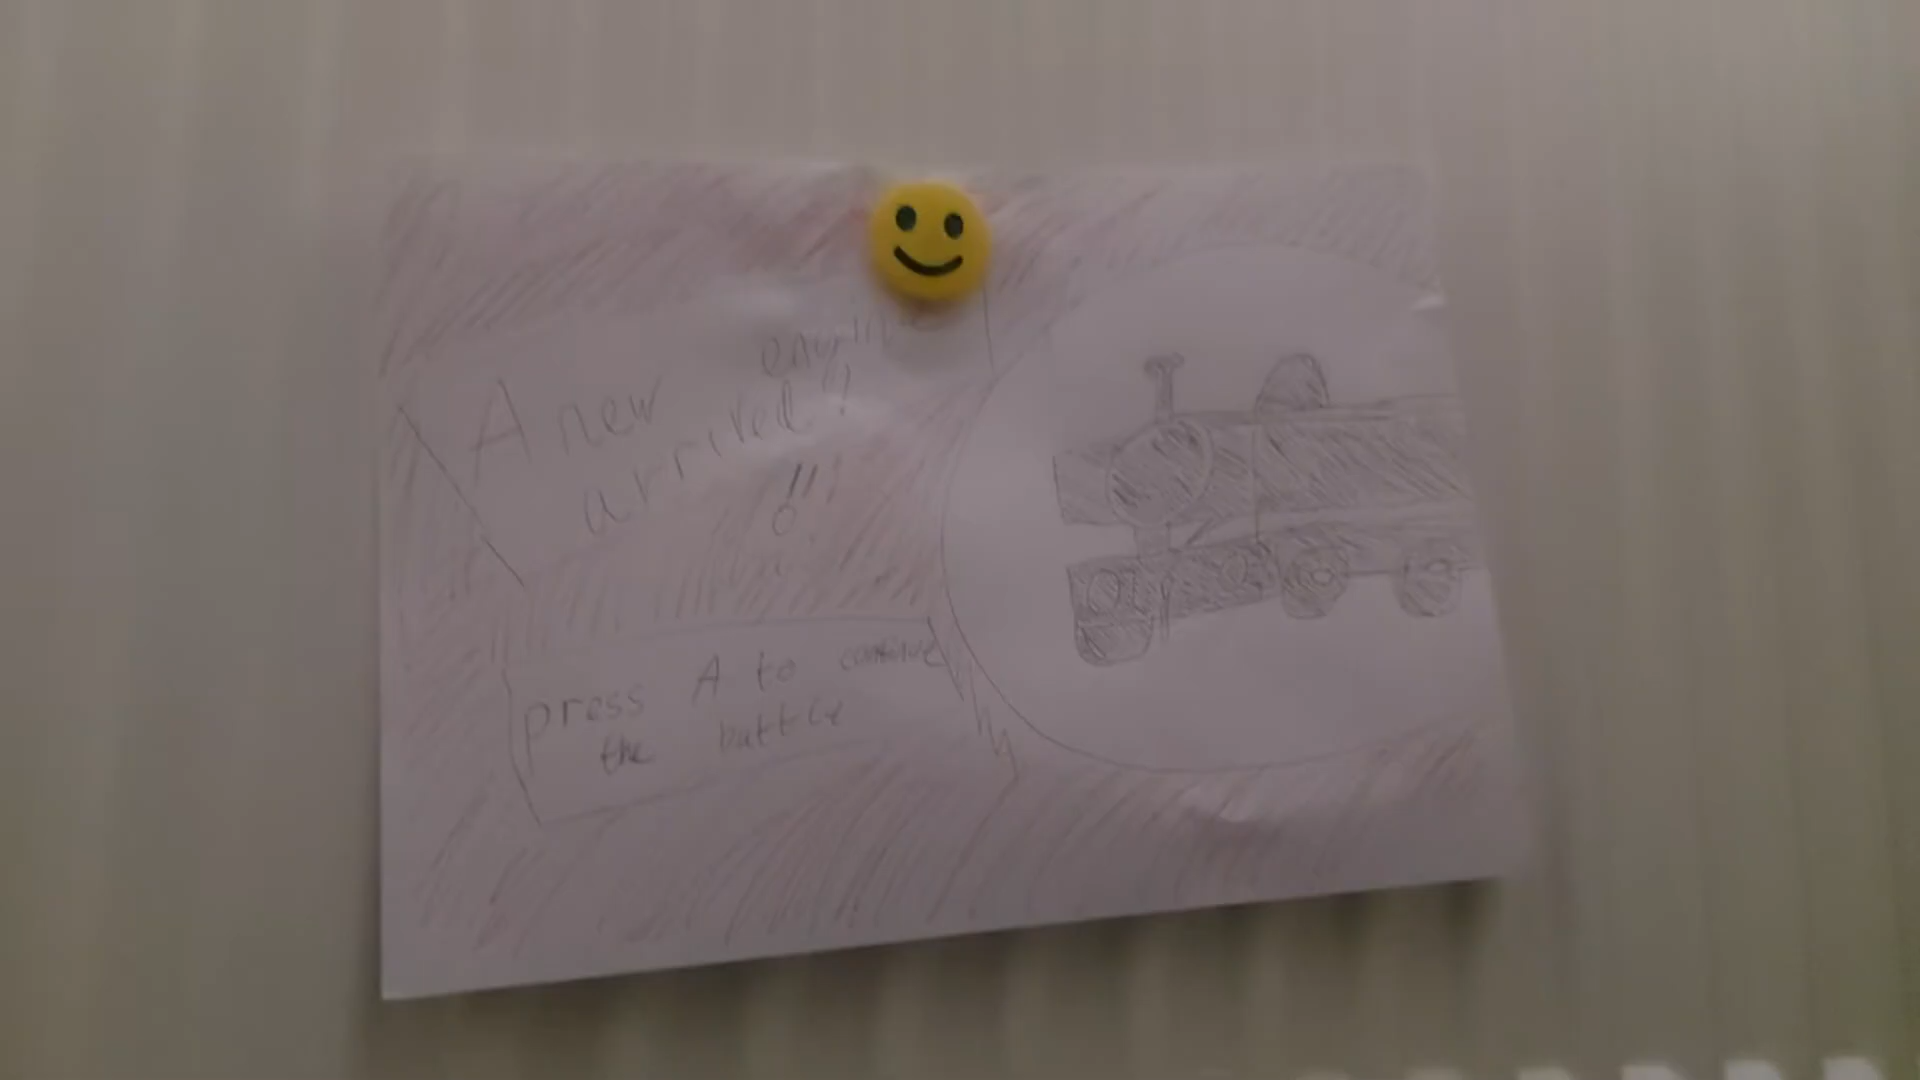 A new engine
arrived!
press A to continue
the battle